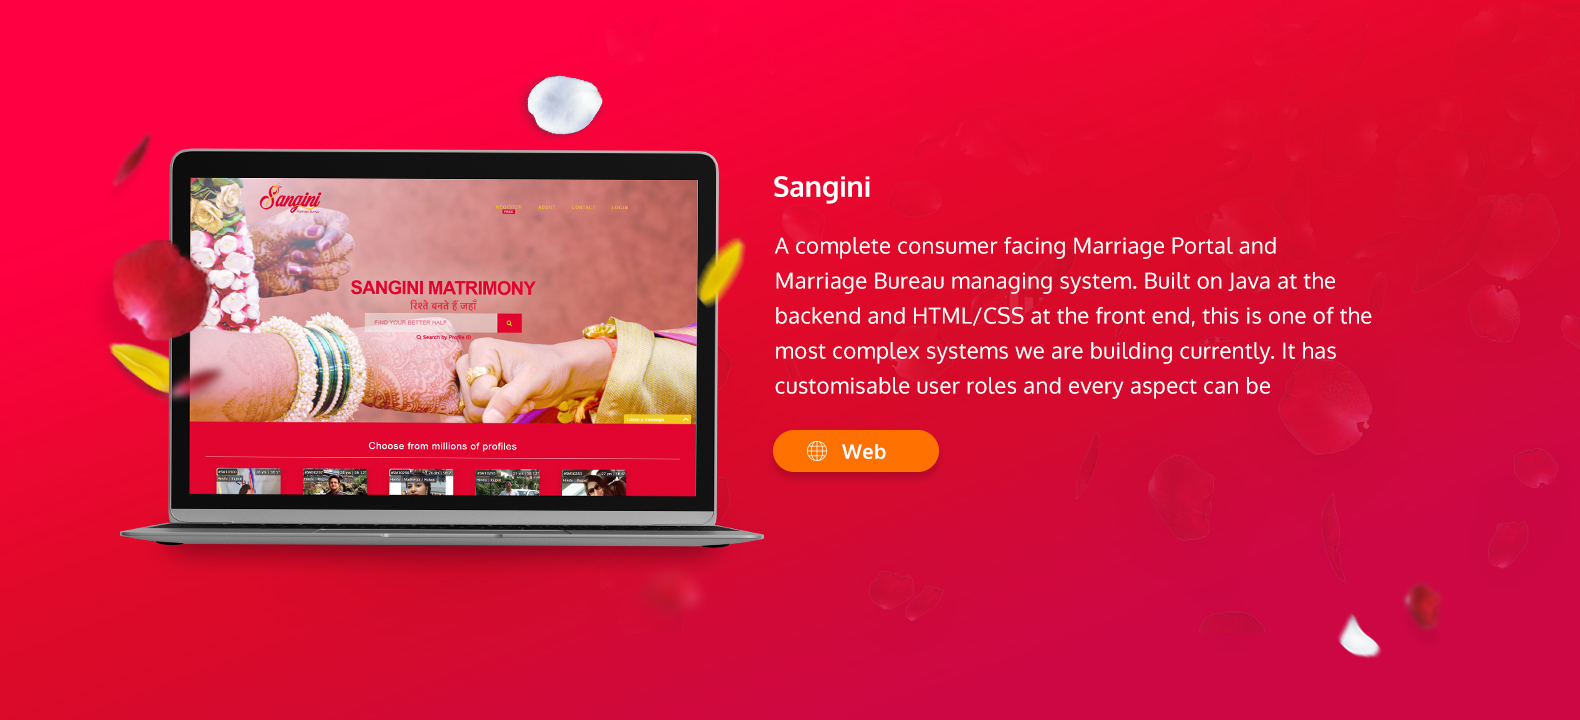 Sangini
REGISTER
FREE
ABOUT
CONTACT
LOGIN
SANGINI MATRIMONY
रिश्ते बनते हैं जहाँ
FIND YOUR BETTER HALF
Search by Profile ID
Leave a message
Choose from millions of profiles
Sangini
A complete consumer facing Marriage Portal and
Marriage Bureau managing system. Built on Java at the
backend and HTML/CSS at the front end, this is one of the
most complex systems we are building currently. It has
customisable user roles and every aspect can be
Web